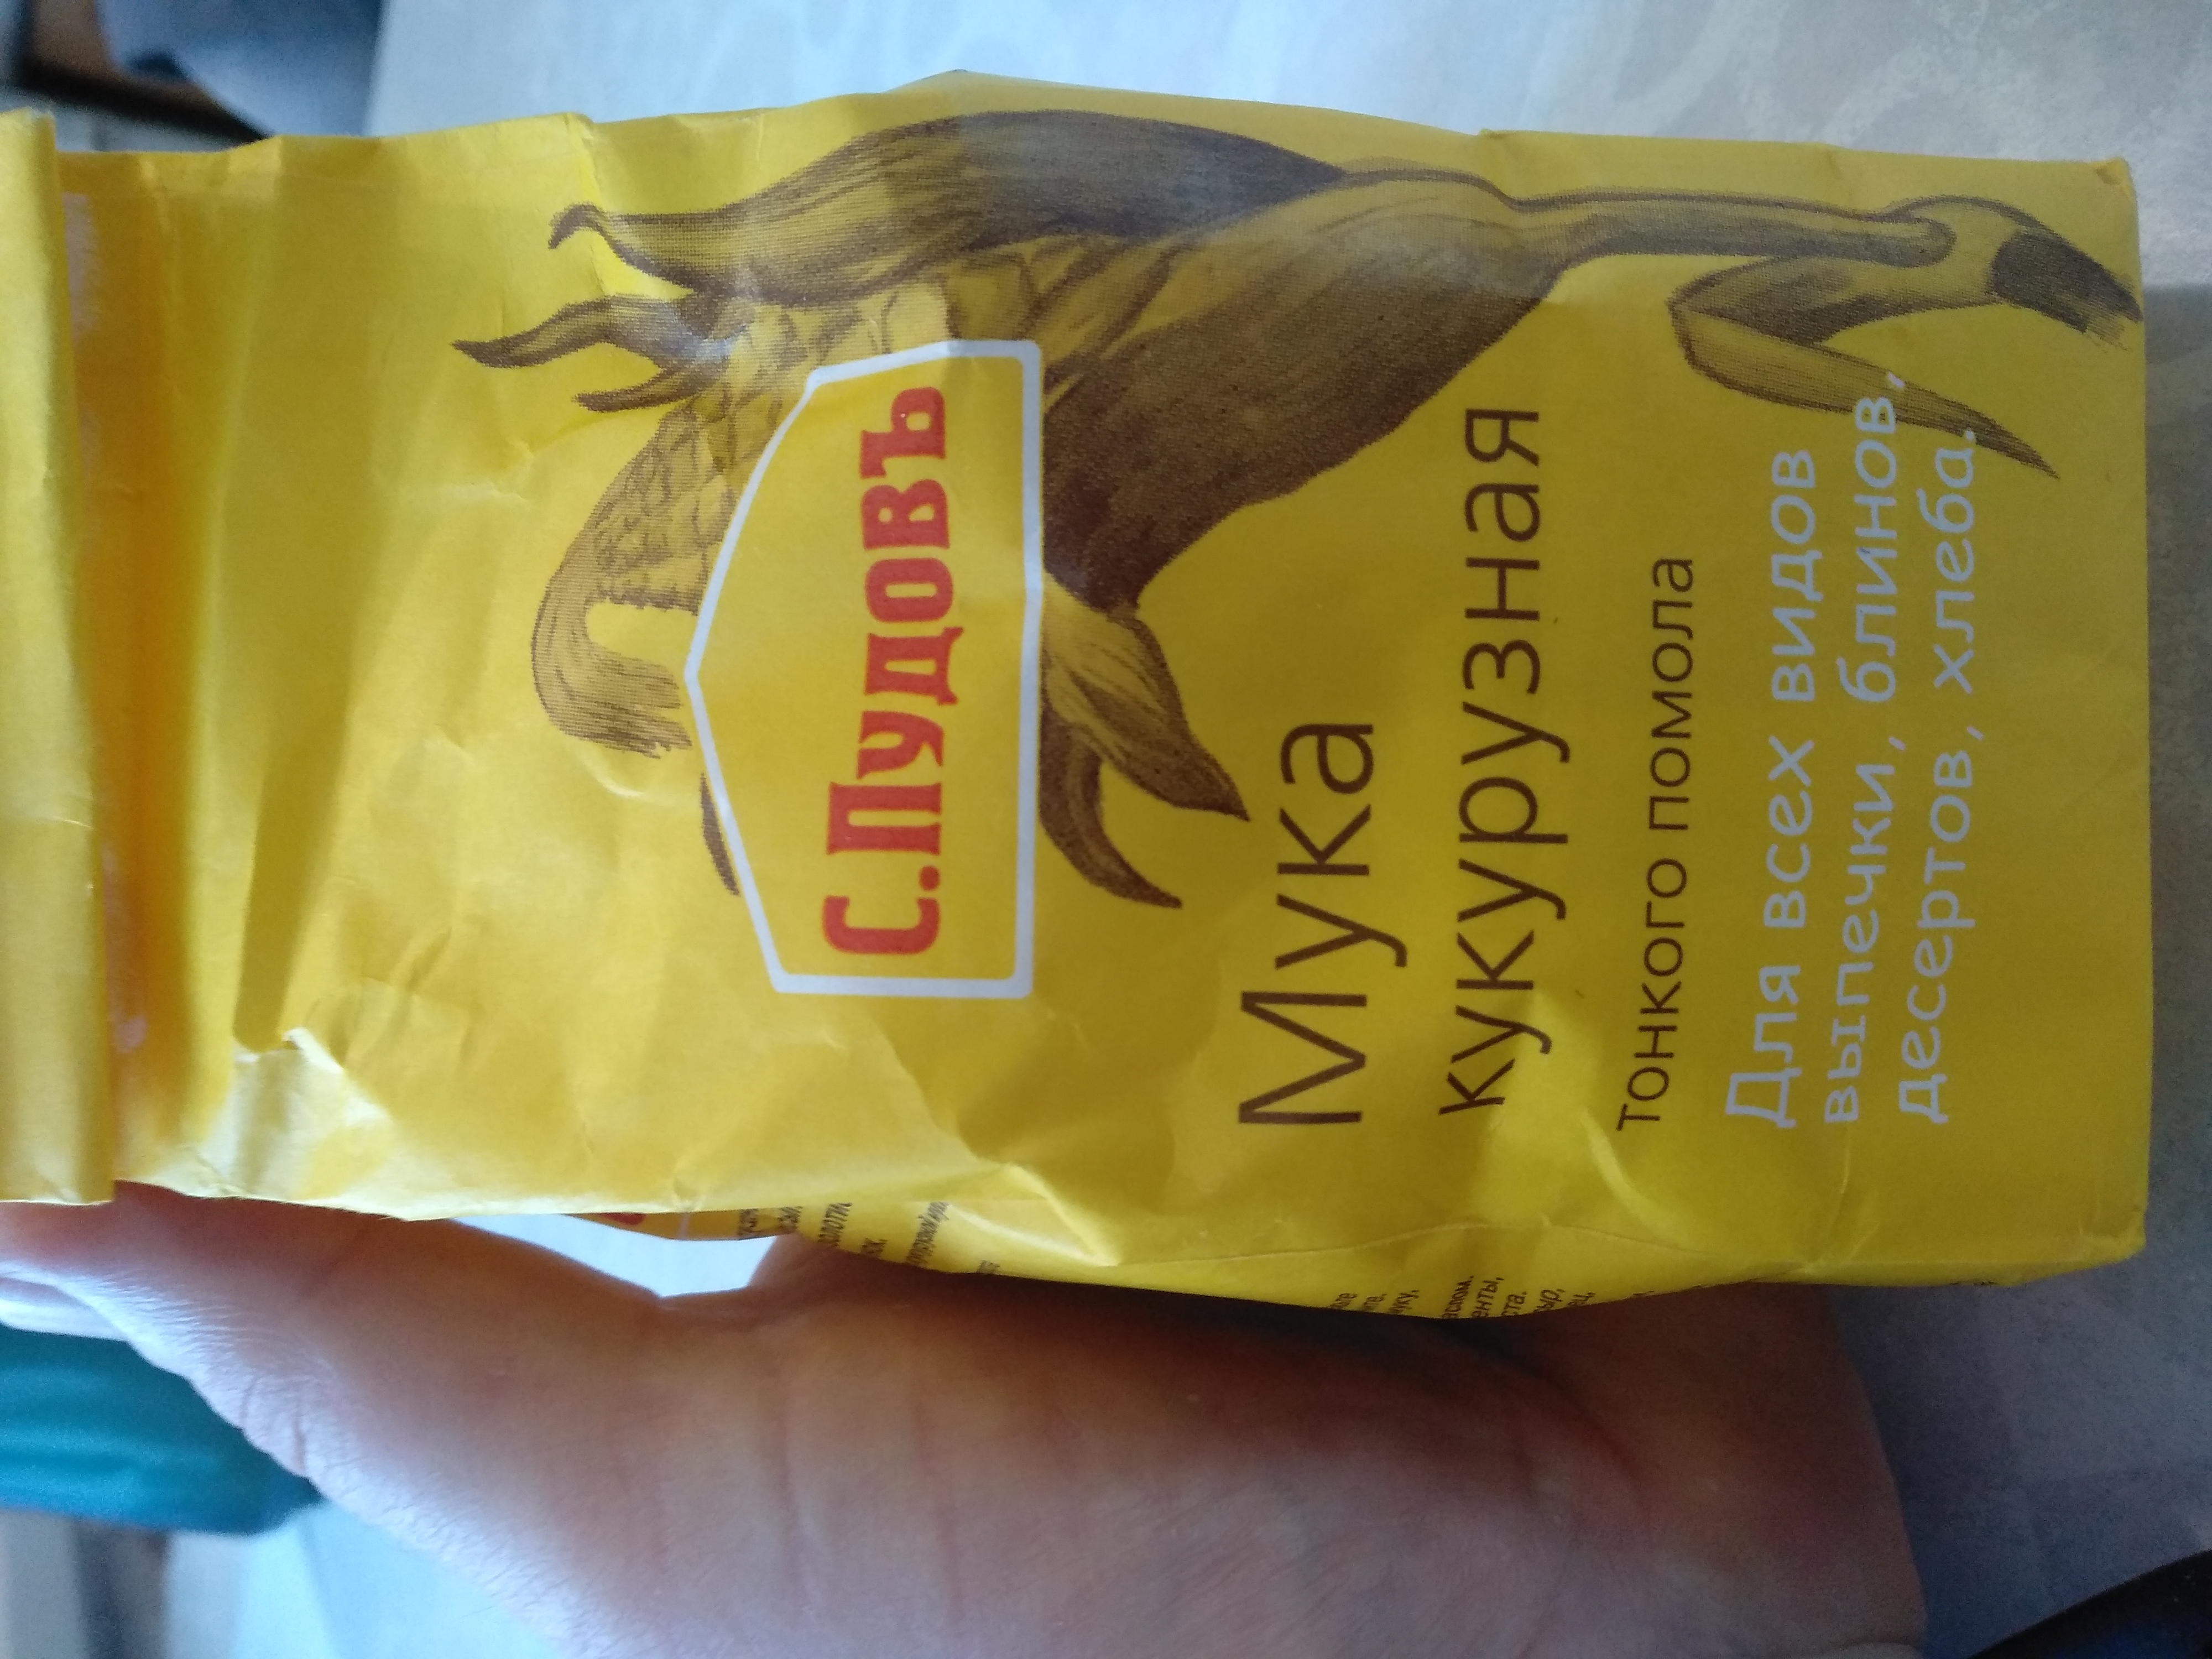 С.Пудовъ
Мука
кукурузная
тонкого помола
Для всех видов
выпечки, блинов,
десертов, хлеба.